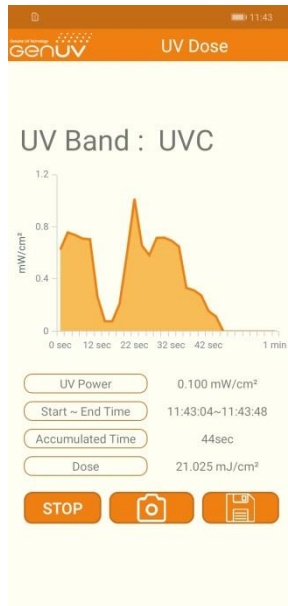 11:43
GenUV
UV Dose
UV Band : UVC
1.2
0.8
0.4
0
mW/cm²
0 sec 12 sec 22 sec 32 sec 42 sec 1 min
UV Power 0.100 mW/cm²
Start ~ End Time 11:43:04~11:43:48
Accumulated Time 44sec
Dose 21.025 mJ/cm²
STOP